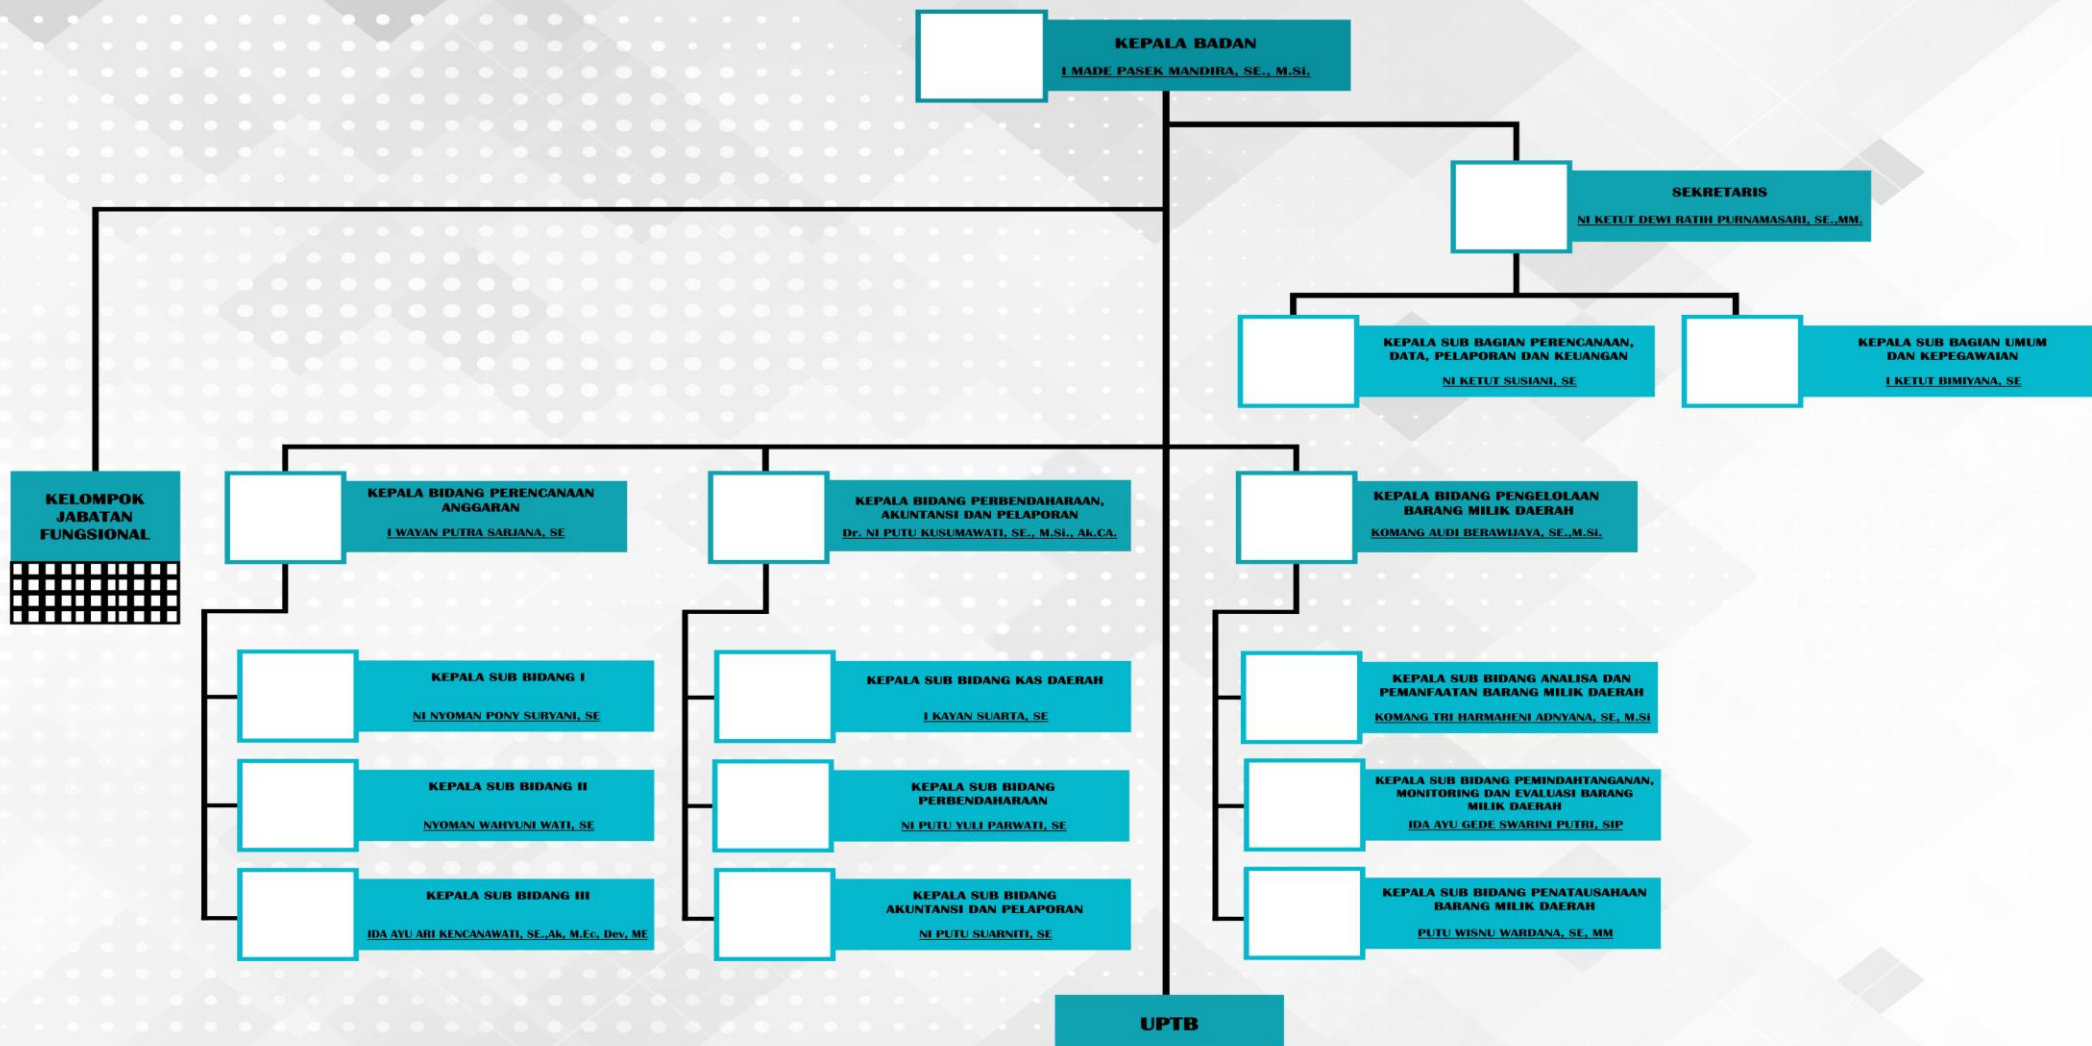 KEPALA BADAN
I MADE PASEK MANDIRA, SE., M.Si.
SEKRETARIS
NI KETUT DEWI RATIH PURNAMASARI, SE.,MM.
KEPALA SUB BAGIAN PERENCANAAN,
DATA, PELAPORAN DAN KEUANGAN
NI KETUT SUSIANI, SE
KEPALA SUB BAGIAN UMUM
DAN KEPEGAWAIAN
I KETUT BIMIYANA, SE
KELOMPOK
JABATAN
FUNGSIONAL
KEPALA BIDANG PERENCANAAN
ANGGARAN
I WAYAN PUTRA SARJANA, SE
KEPALA BIDANG PERBENDAHARAAN,
AKUNTANSI DAN PELAPORAN
Dr. NI PUTU KUSUMAWATI, SE., M.Si., Ak.CA.
KEPALA BIDANG PENGELOLAAN
BARANG MILIK DAERAH
KOMANG AUDI BERAWIJAYA, SE.,M.Si.
KEPALA SUB BIDANG I
NI NYOMAN PONY SURYANI, SE
KEPALA SUB BIDANG II
NYOMAN WAHYUNI WATI, SE
KEPALA SUB BIDANG III
IDA AYU ARI KENCANAWATI, SE.,Ak, M.Ec, Dev, ME
KEPALA SUB BIDANG KAS DAERAH
I KAYAN SUARTA, SE
KEPALA SUB BIDANG
PERBENDAHARAAN
NI PUTU YULI PARWATI, SE
KEPALA SUB BIDANG
AKUNTANSI DAN PELAPORAN
NI PUTU SUARNITI, SE
KEPALA SUB BIDANG ANALISA DAN
PEMANFAATAN BARANG MILIK DAERAH
KOMANG TRI HARMAHENI ADNYANA, SE, M.Si
KEPALA SUB BIDANG PEMINDAHTANGANAN,
MONITORING DAN EVALUASI BARANG
MILIK DAERAH
IDA AYU GEDE SWARINI PUTRI, SIP
KEPALA SUB BIDANG PENATAUSAHAAN
BARANG MILIK DAERAH
PUTU WISNU WARDANA, SE, MM
UPTB